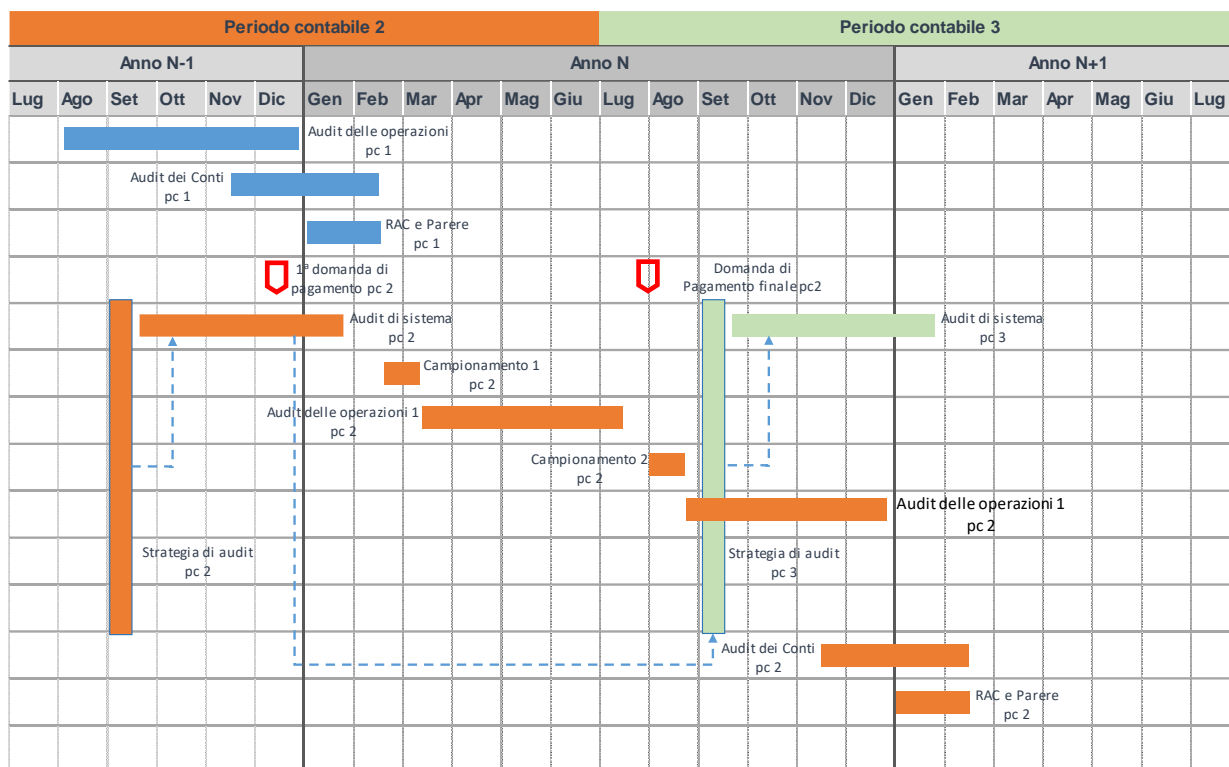 Periodo contabile 2 Periodo contabile 3
Anno N-1 Anno N Anno N+1
Lug Ago Set Ott Nov Dic Gen Feb Mar Apr Mag Giu Lug Ago Set Ott Nov Dic Gen Feb Mar Apr Mag Giu Lug
Audit delle operazioni
pc 1
Audit dei Conti
pc 1
RAC e Parere
pc 1
1ª domanda di
pagamento pc 2
Domanda di
Pagamento finale pc2
Audit di sistema
pc 2
Audit di sistema
pc 3
Campionamento 1
pc 2
Audit delle operazioni 1
pc 2
Campionamento 2
pc 2
Audit delle operazioni 1
pc 2
Strategia di audit
pc 2
Strategia di audit
pc 3
Audit dei Conti
pc 2
RAC e Parere
pc 2